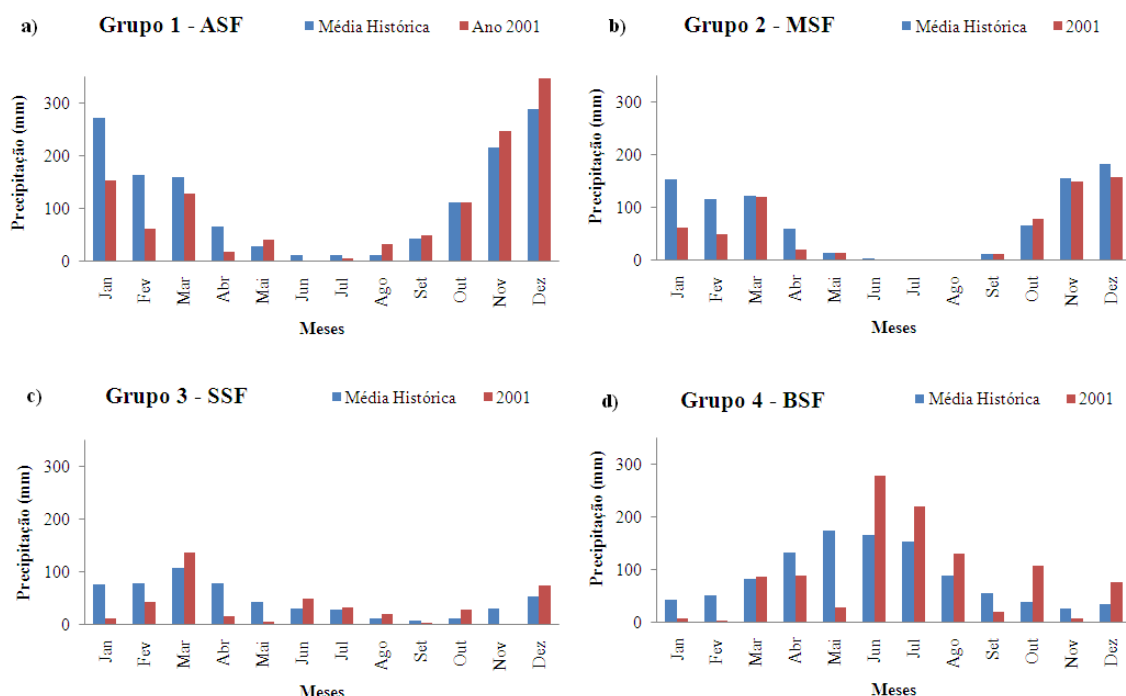 a) Grupo 1 - ASF Média Histórica Ano 2001
Precipitação (mm)
300
200
100
0
Jan Fev Mar Abr Mai Jun Jul Ago Set Out Nov Dez
Meses
b) Grupo 2 - MSF Média Histórica 2001
Precipitação (mm)
300
200
100
0
Jan Fev Mar Abr Mai Jun Jul Ago Set Out Nov Dez
Meses
c) Grupo 3 - SSF Média Histórica 2001
Precipitação (mm)
300
200
100
0
Jan Fev Mar Abr Mai Jun Jul Ago Set Out Nov Dez
Meses
d) Grupo 4 - BSF Média Histórica 2001
Precipitação (mm)
300
200
100
0
Jan Fev Mar Abr Mai Jun Jul Ago Set Out Nov Dez
Meses